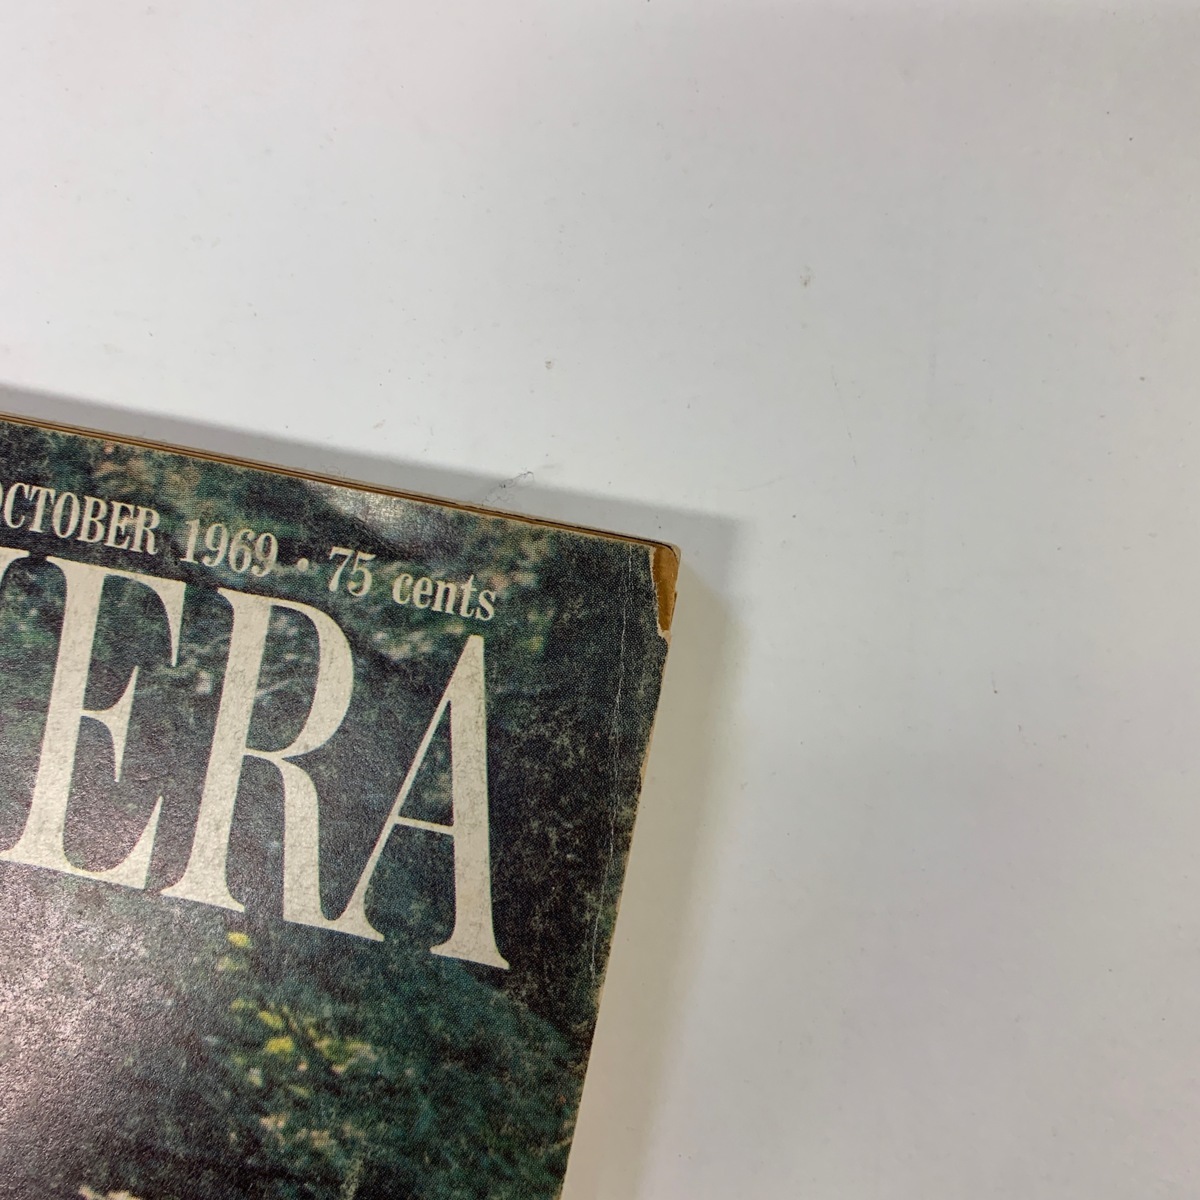 OCTOBER 1969 · 75 cents
ERA